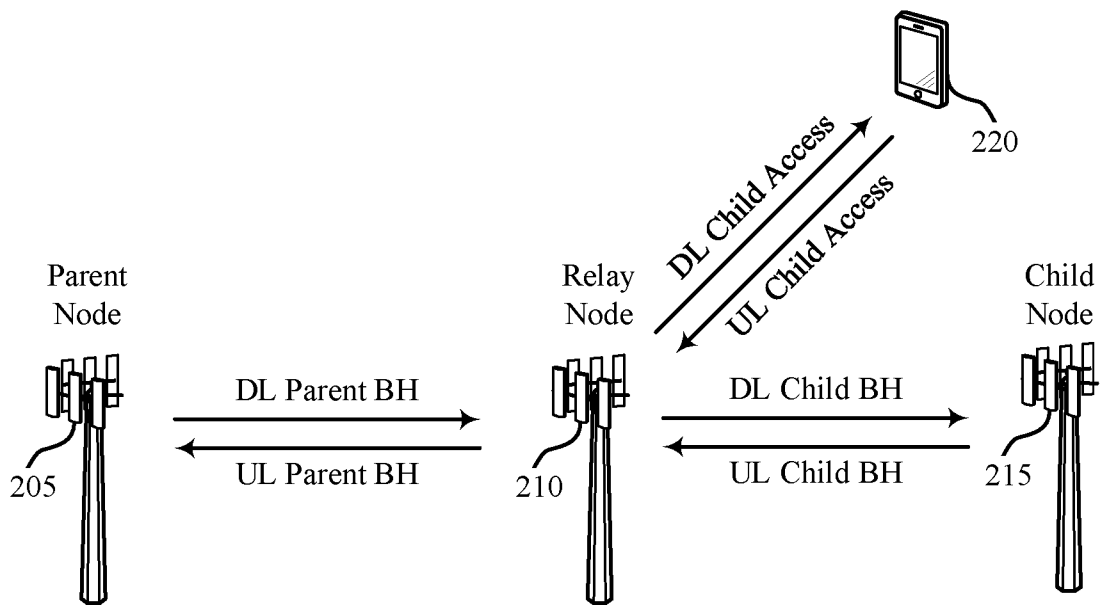 220
DL Child Access
UL Child Access
Parent
Node
Relay
Node
Child
Node
DL Parent BH
UL Parent BH
DL Child BH
UL Child BH
205
210
215